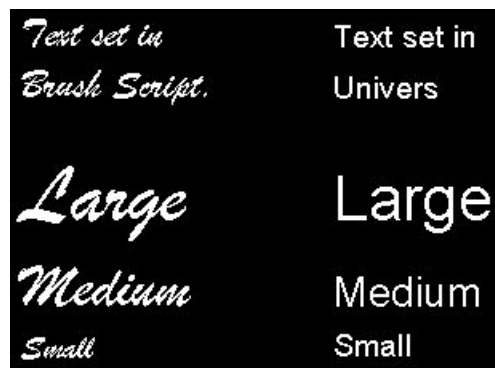 Text set in
Brush Script.
Large
Medium
Small
Text set in
Univers
Large
Medium
Small